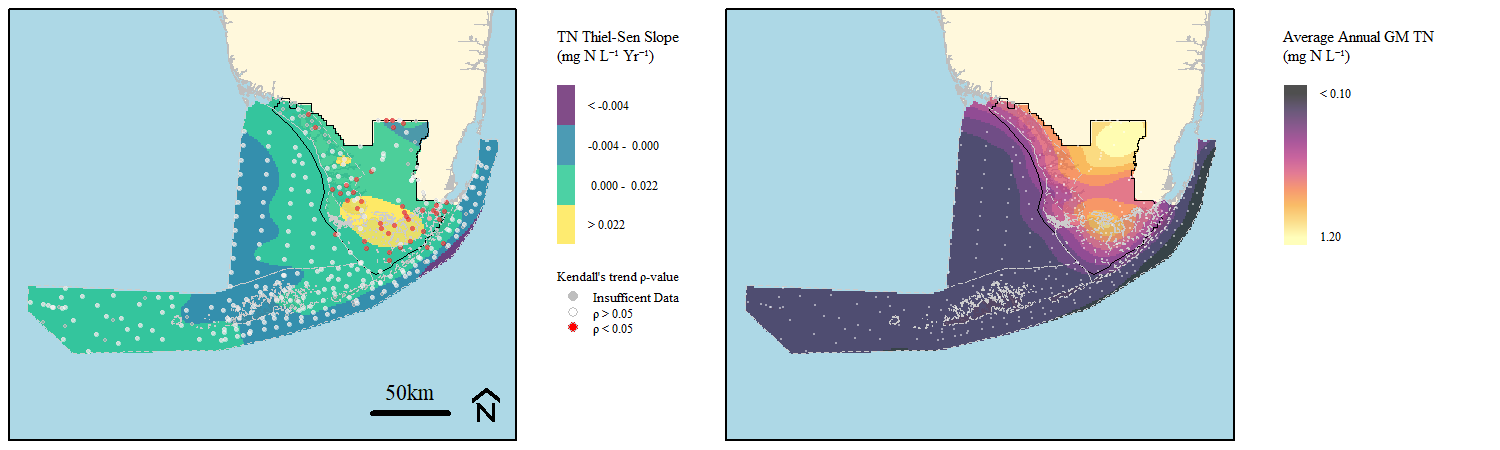 TN Thiel-Sen Slope
(mg N L⁻¹ Yr⁻¹)
< -0.004
-0.004 - 0.000
0.000 - 0.022
> 0.022
Kendall's trend ρ-value
Insufficent Data
ρ > 0.05
ρ < 0.05
50km
N
Average Annual GM TN
(mg N L⁻¹)
< 0.10
1.20